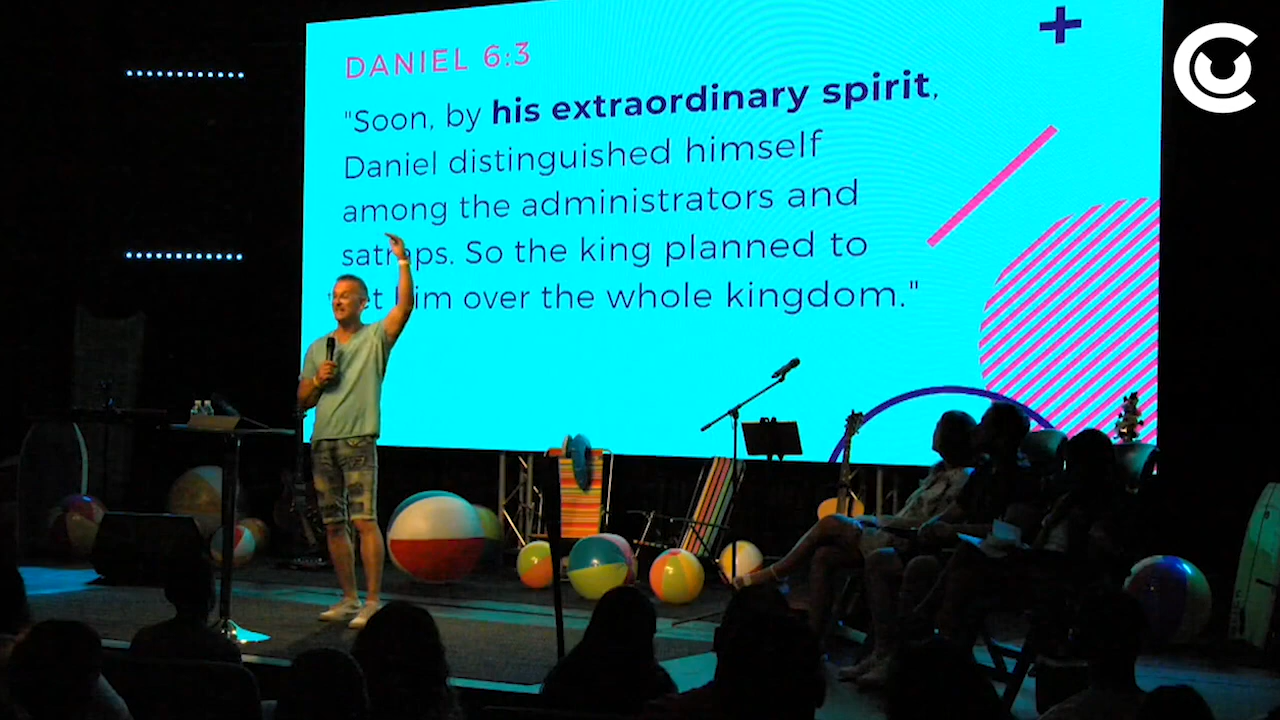 DANIEL 6:3
"Soon, by his extraordinary spirit,
Daniel distinguished himself
among the administrators and
satraps. So the king planned to
over the whole kingdom."